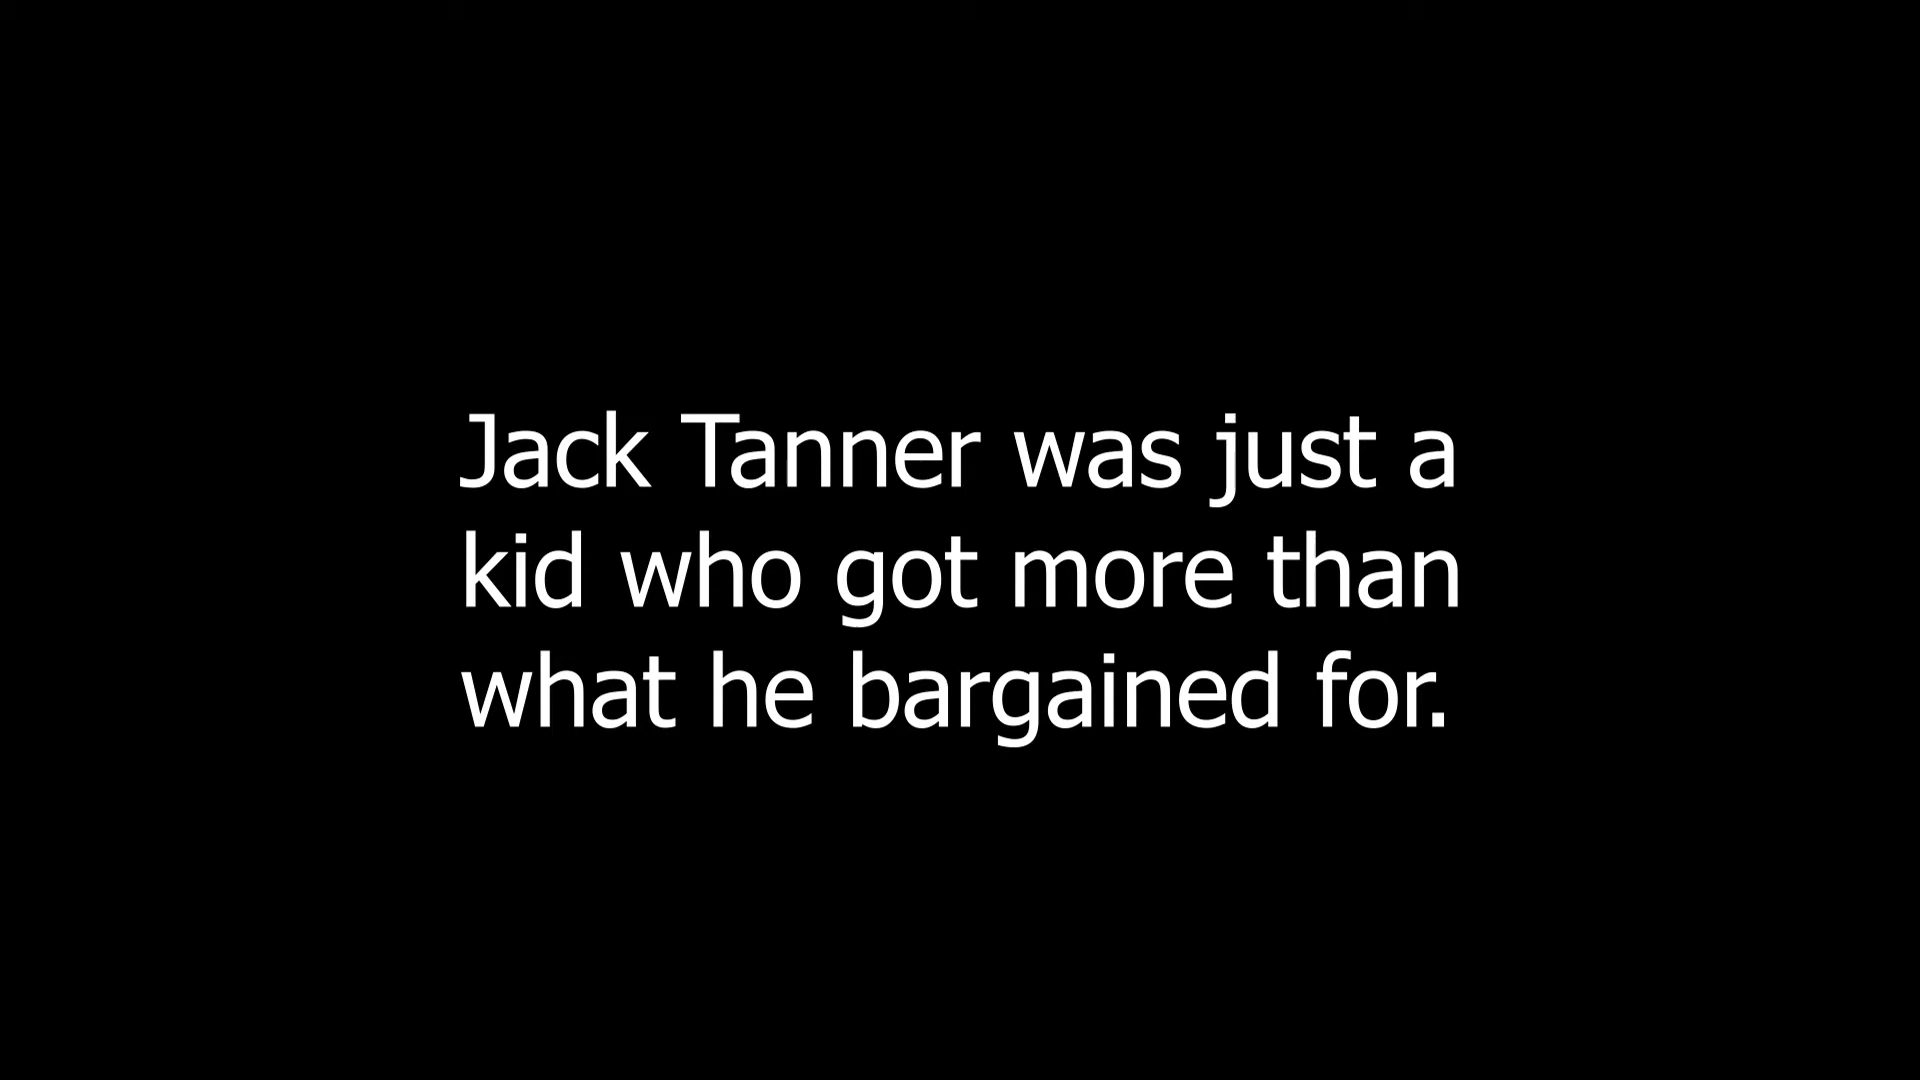 Jack Tanner was just a
kid who got more than
what he bargained for.